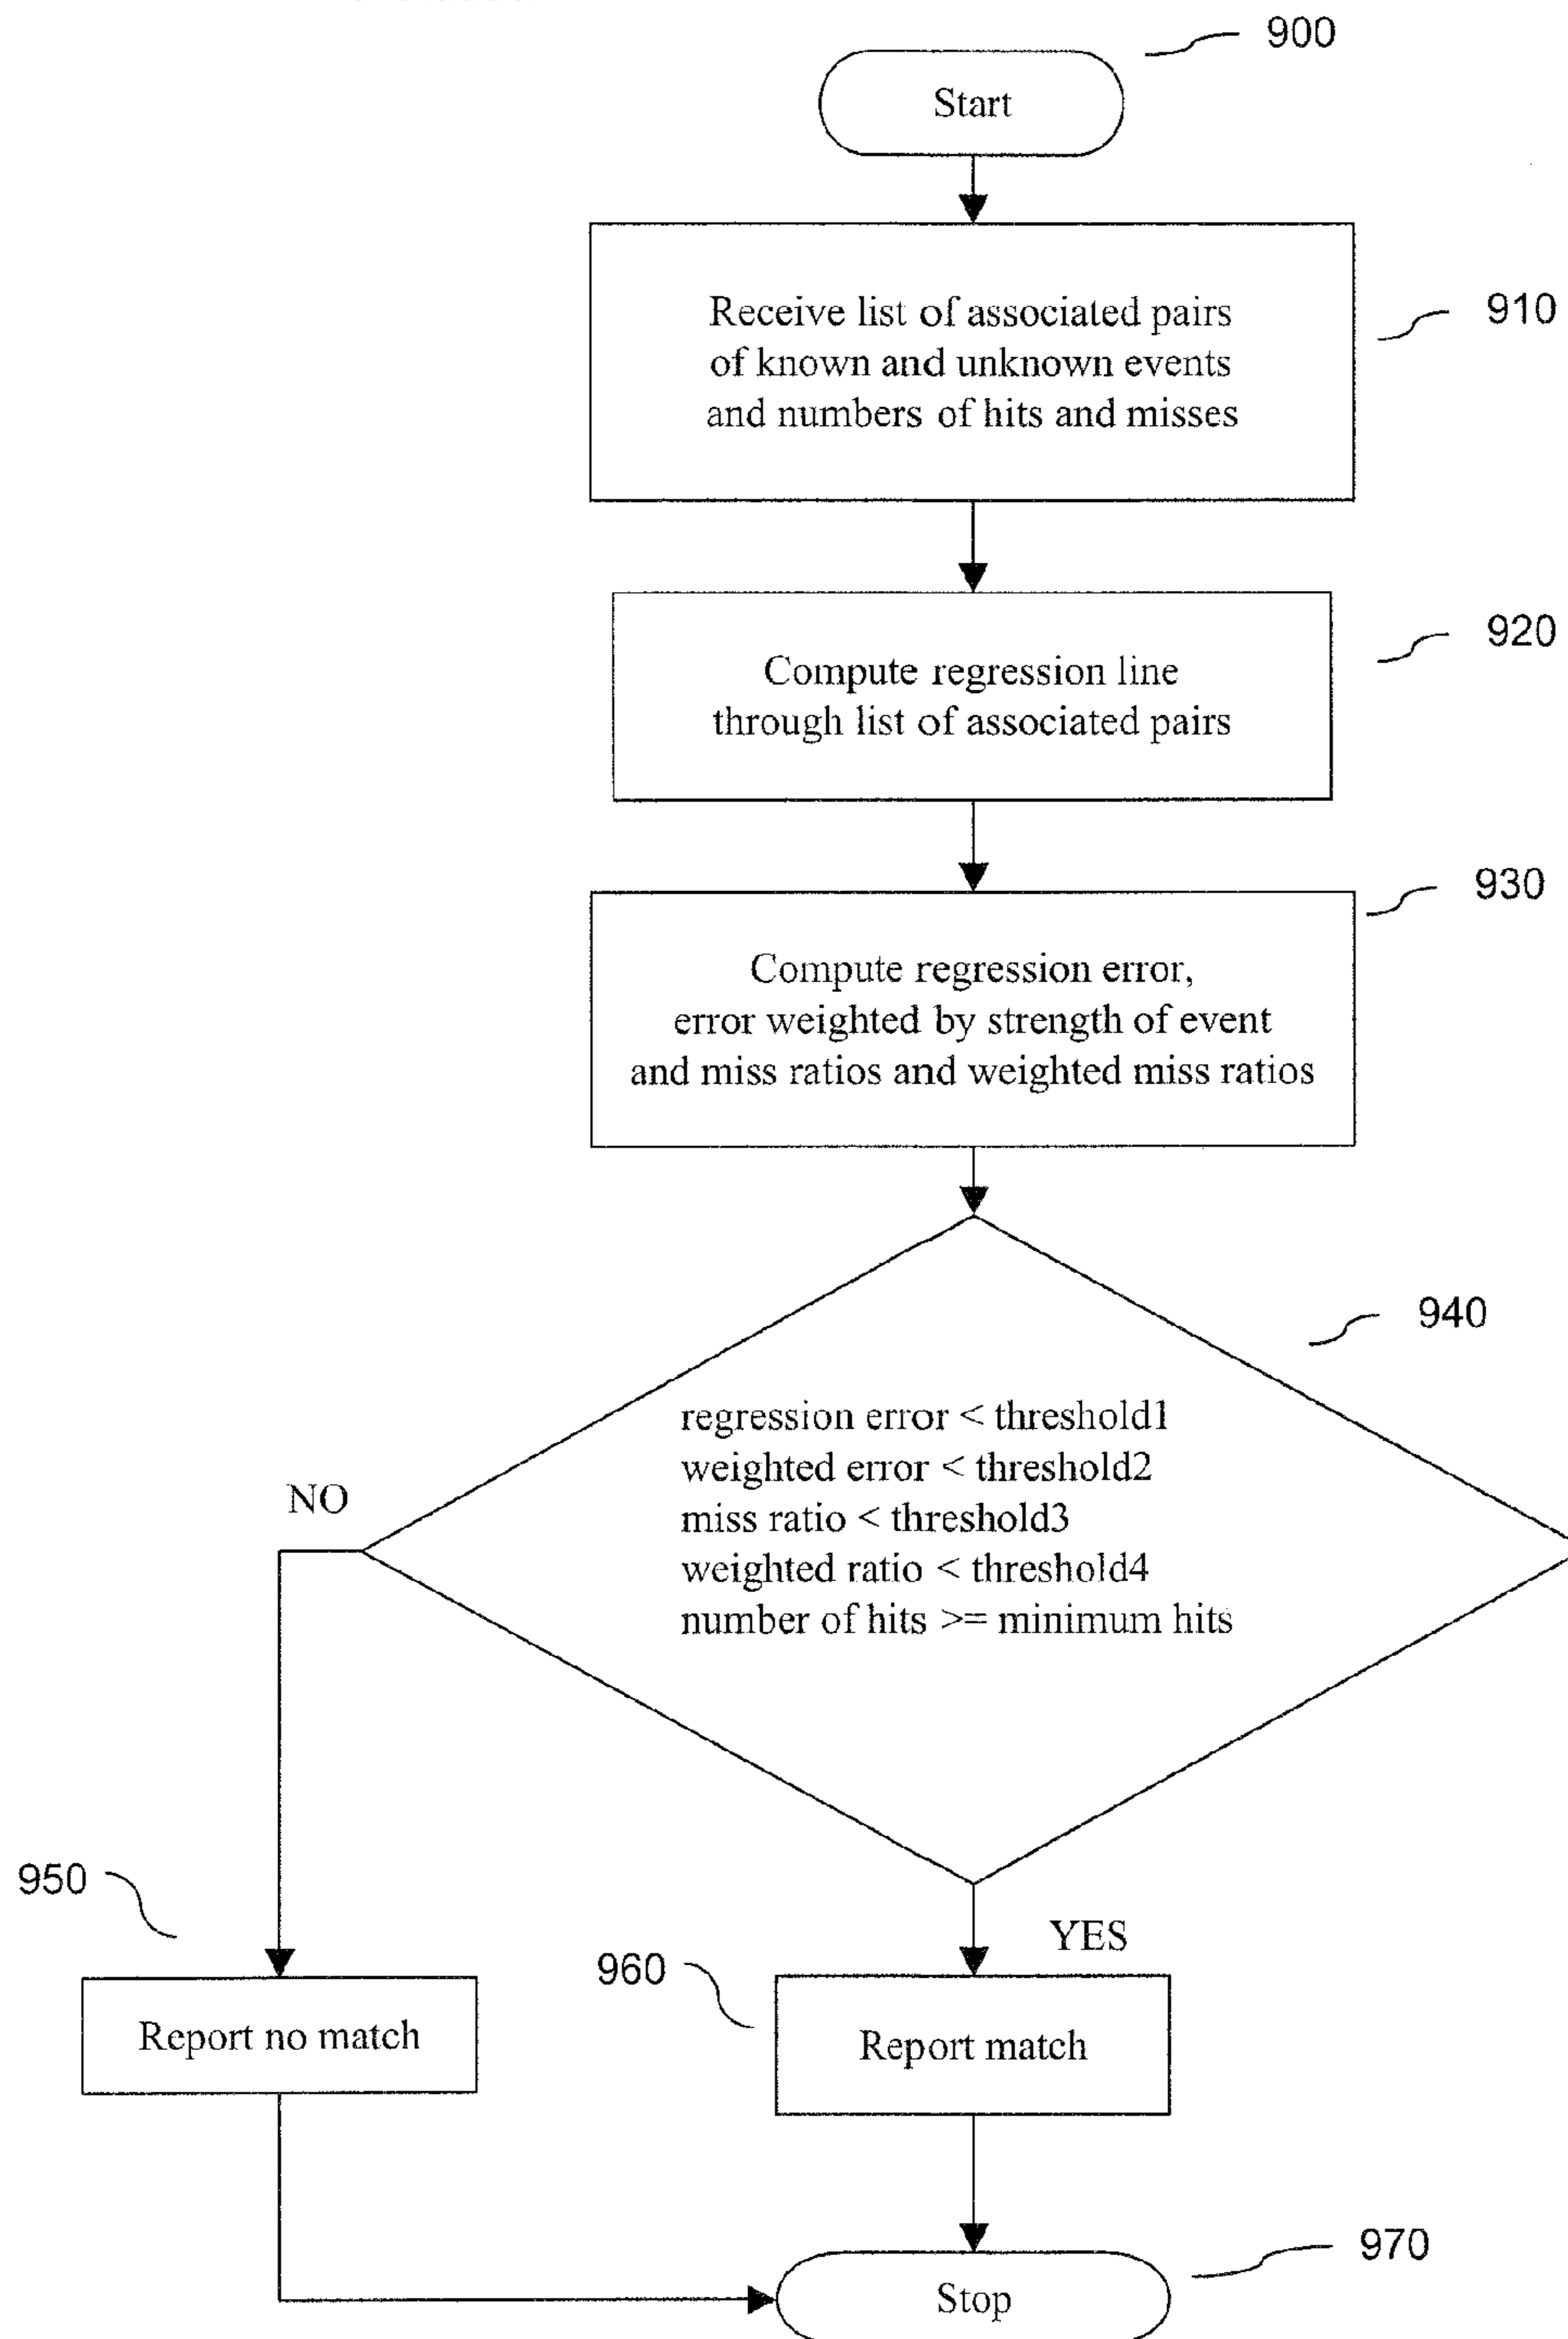 900
Start
Receive list of associated pairs
of known and unknown events
and numbers of hits and misses
910
Compute regression line
through list of associated pairs
920
930
Compute regression error,
error weighted by strength of event
and miss ratios and weighted miss ratios
940
regression error < threshold1
weighted error < threshold2
miss ratio < threshold3
weighted ratio < threshold4
number of hits >= minimum hits
NO
YES
950
Report no match
960
Report match
970
Stop